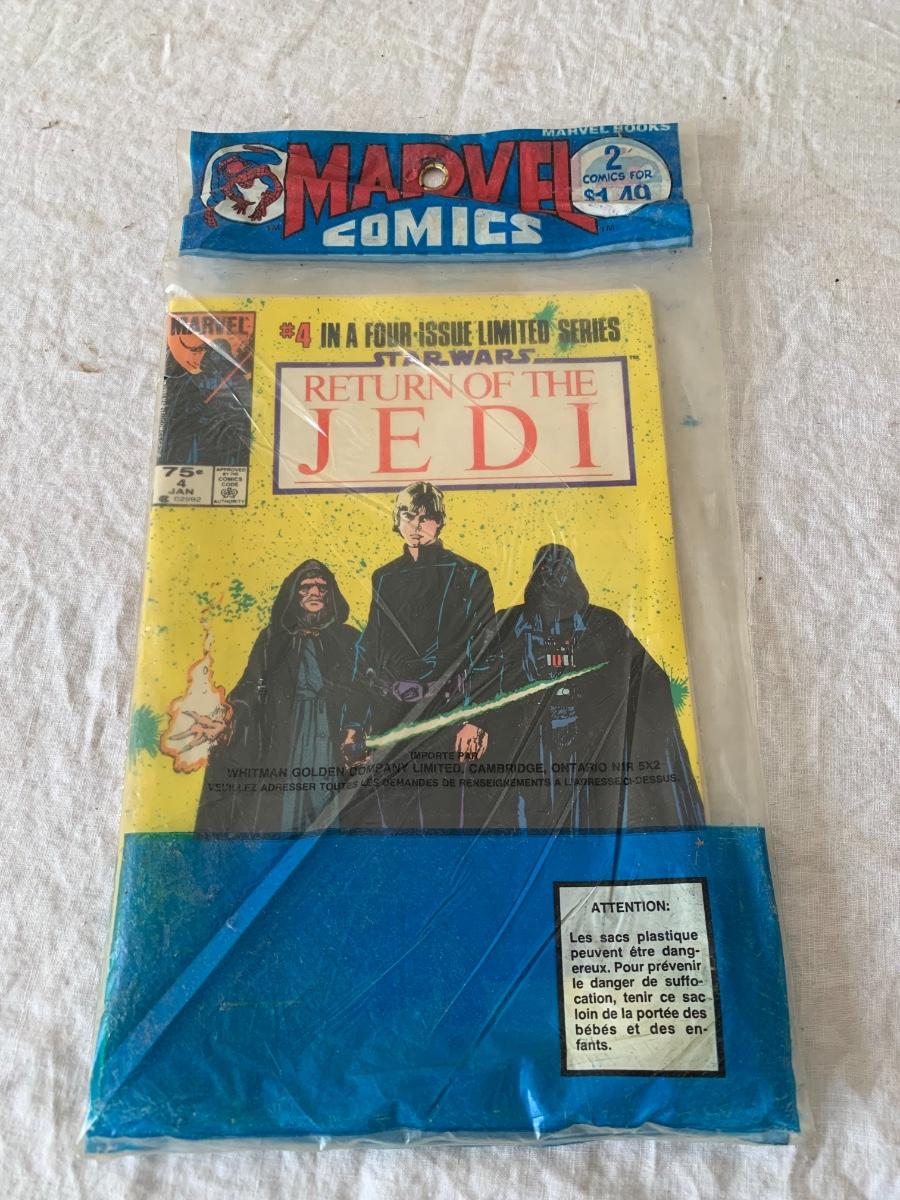 MARVEL BOOKS
MARVEL
COMICS
TM
TM
2
COMICS FOR
$1.49
MARVEL
75¢
4
JAN
02992
APPROVED
BY THE
COMICS
CODE
AUTHORITY
#4 IN A FOUR-ISSUE LIMITED SERIES
STAR WARS
TM
RETURN OF THE
JEDI
IMPORTE PAR
WHITMAN GOLDEN COMPANY LIMITED, CAMBRIDGE, ONTARIO N1R 5X2
VEUILLEZ ADRESSER TOUTES LES DEMANDES DE RENSEIGNEMENTS A L'ADRESSE CI-DESSUS.
ATTENTION:
Les sacs plastique
peuvent être dang-
ereux. Pour prévenir
le danger de suffo-
cation, tenir ce sac
loin de la portée des
bébés et des en-
fants.